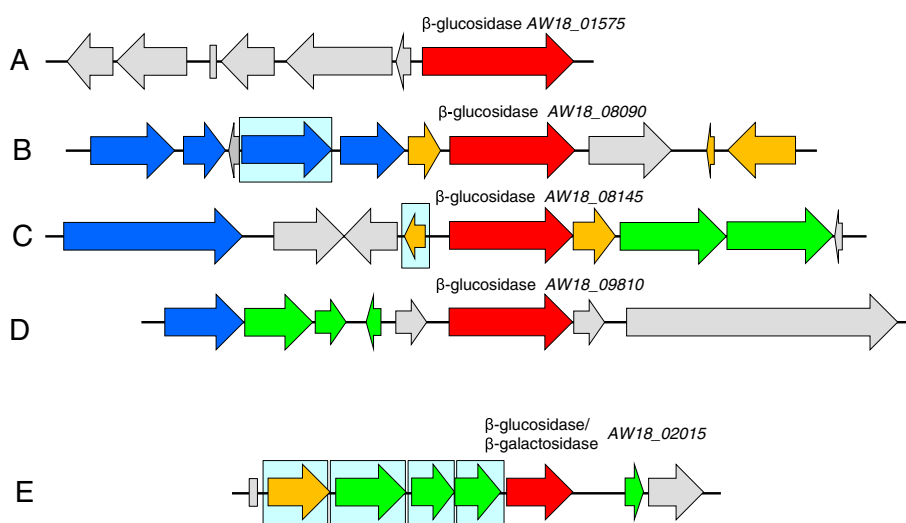 β-glucosidase AW18_01575
A
β-glucosidase AW18_08090
B
β-glucosidase AW18_08145
C
β-glucosidase AW18_09810
D
β-glucosidase/
β-galactosidase AW18_02015
E